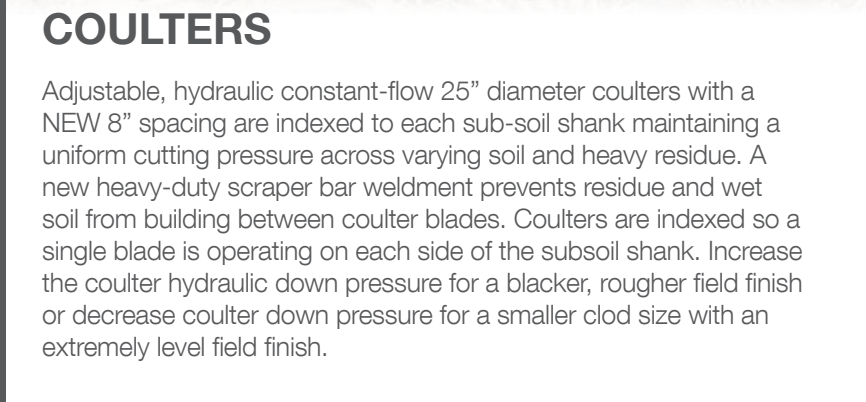 COULTERS
Adjustable, hydraulic constant-flow 25” diameter coulters with a
NEW 8” spacing are indexed to each sub-soil shank maintaining a
uniform cutting pressure across varying soil and heavy residue. A
new heavy-duty scraper bar weldment prevents residue and wet
soil from building between coulter blades. Coulters are indexed so a
single blade is operating on each side of the subsoil shank. Increase
the coulter hydraulic down pressure for a blacker, rougher field finish
or decrease coulter down pressure for a smaller clod size with an
extremely level field finish.